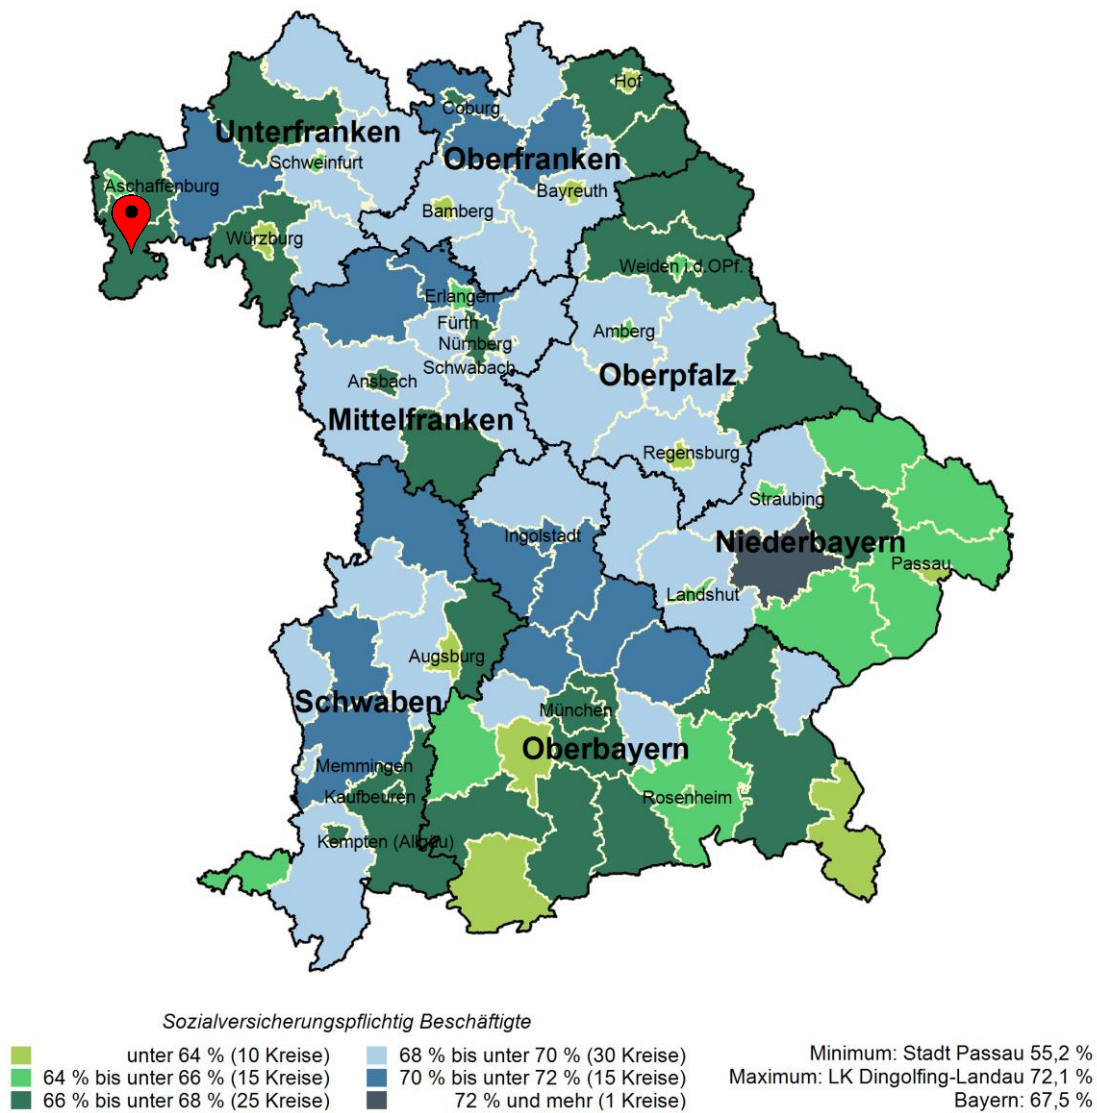 Hof
Coburg
Unterfranken
Oberfranken
Schweinfurt
Aschaffenburg
Bayreuth
Bamberg
Würzburg
Weiden i.d.OPf.
Erlangen
Fürth
Amberg
Nürnberg
Schwabach
Oberpfalz
Ansbach
Mittelfranken
Regensburg
Straubing
Ingolstadt
Niederbayern
Passau
Landshut
Augsburg
Schwaben
München
Oberbayern
Memmingen
Kaufbeuren
Rosenheim
Kempten (Allgäu)
Sozialversicherungspflichtig Beschäftigte
unter 64 % (10 Kreise)
64 % bis unter 66 % (15 Kreise)
66 % bis unter 68 % (25 Kreise)
68 % bis unter 70 % (30 Kreise)
70 % bis unter 72 % (15 Kreise)
72 % und mehr (1 Kreise)
Minimum: Stadt Passau 55,2 %
Maximum: LK Dingolfing-Landau 72,1 %
Bayern: 67,5 %